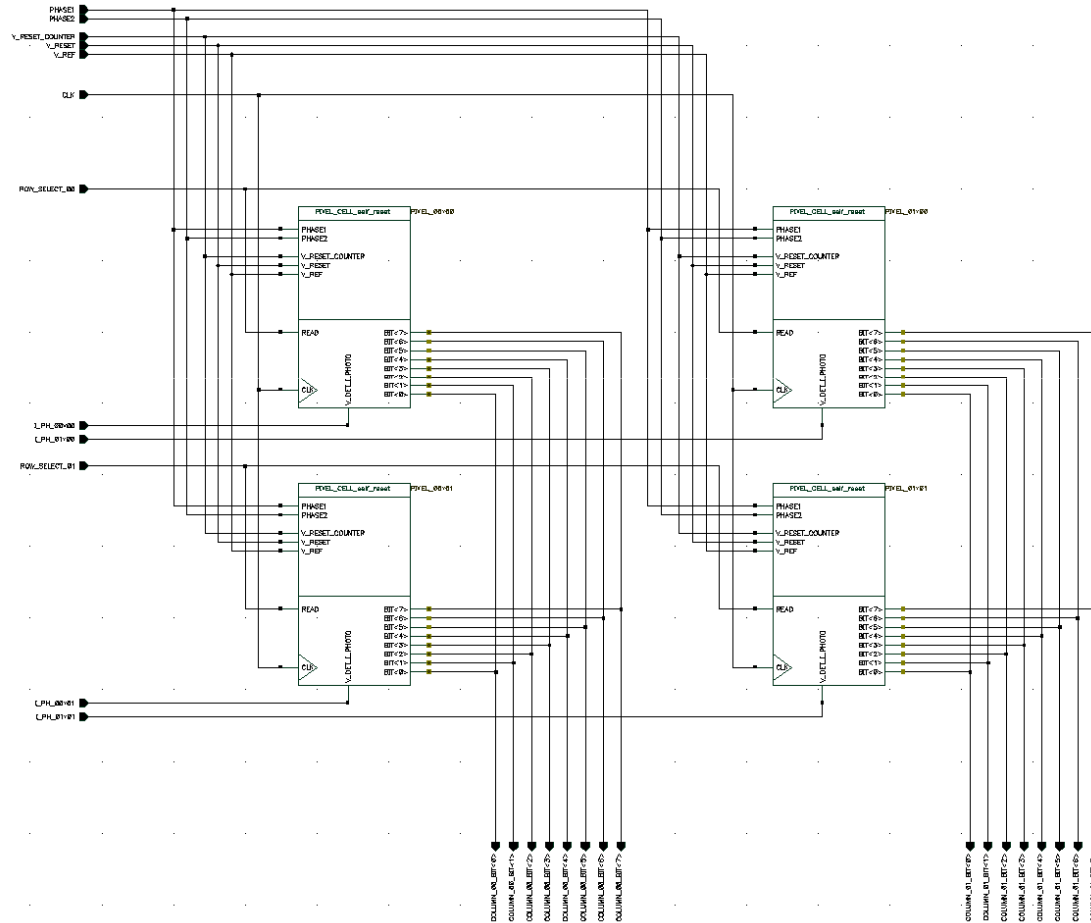 PHASE1
PHASE2
V_RESET_COUNTER
V_RESET
V_REF
CLK
ROW_SELECT_00
PIXEL_CELL_self_reset PIXEL_00x00
PHASE1
PHASE2
V_RESET_COUNTER
V_RESET
V_REF
READ
CLK
V_DET_I_PHOTO
BIT<7>
BIT<6>
BIT<5>
BIT<4>
BIT<3>
BIT<2>
BIT<1>
BIT<0>
PIXEL_CELL_self_reset PIXEL_01x00
PHASE1
PHASE2
V_RESET_COUNTER
V_RESET
V_REF
READ
CLK
V_DET_I_PHOTO
BIT<7>
BIT<6>
BIT<5>
BIT<4>
BIT<3>
BIT<2>
BIT<1>
BIT<0>
I_PH_00x00
I_PH_01x00
ROW_SELECT_01
PIXEL_CELL_self_reset PIXEL_00x01
PHASE1
PHASE2
V_RESET_COUNTER
V_RESET
V_REF
READ
CLK
V_DET_I_PHOTO
BIT<7>
BIT<6>
BIT<5>
BIT<4>
BIT<3>
BIT<2>
BIT<1>
BIT<0>
PIXEL_CELL_self_reset PIXEL_01x01
PHASE1
PHASE2
V_RESET_COUNTER
V_RESET
V_REF
READ
CLK
V_DET_I_PHOTO
BIT<7>
BIT<6>
BIT<5>
BIT<4>
BIT<3>
BIT<2>
BIT<1>
BIT<0>
I_PH_00x01
I_PH_01x01
COLUMN_00_BIT<0>
COLUMN_00_BIT<1>
COLUMN_00_BIT<2>
COLUMN_00_BIT<3>
COLUMN_00_BIT<4>
COLUMN_00_BIT<5>
COLUMN_00_BIT<6>
COLUMN_00_BIT<7>
COLUMN_01_BIT<0>
COLUMN_01_BIT<1>
COLUMN_01_BIT<2>
COLUMN_01_BIT<3>
COLUMN_01_BIT<4>
COLUMN_01_BIT<5>
COLUMN_01_BIT<6>